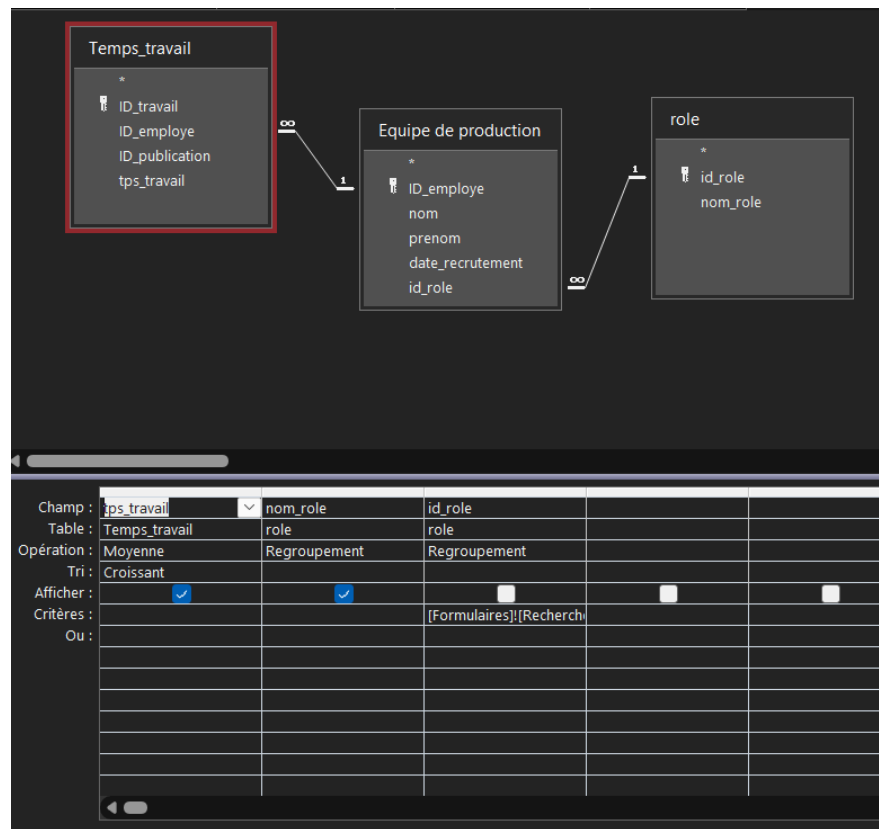 Temps_travail
*
ID_travail
ID_employe
ID_publication
tps_travail
∞
1
Equipe de production
*
ID_employe
nom
prenom
date_recrutement
id_role
∞
1
role
*
id_role
nom_role
Champ : tps_travail nom_role id_role
Table : Temps_travail role role
Opération : Moyenne Regroupement Regroupement
Tri : Croissant
Afficher :
Critères : [Formulaires]![Recherch
Ou :